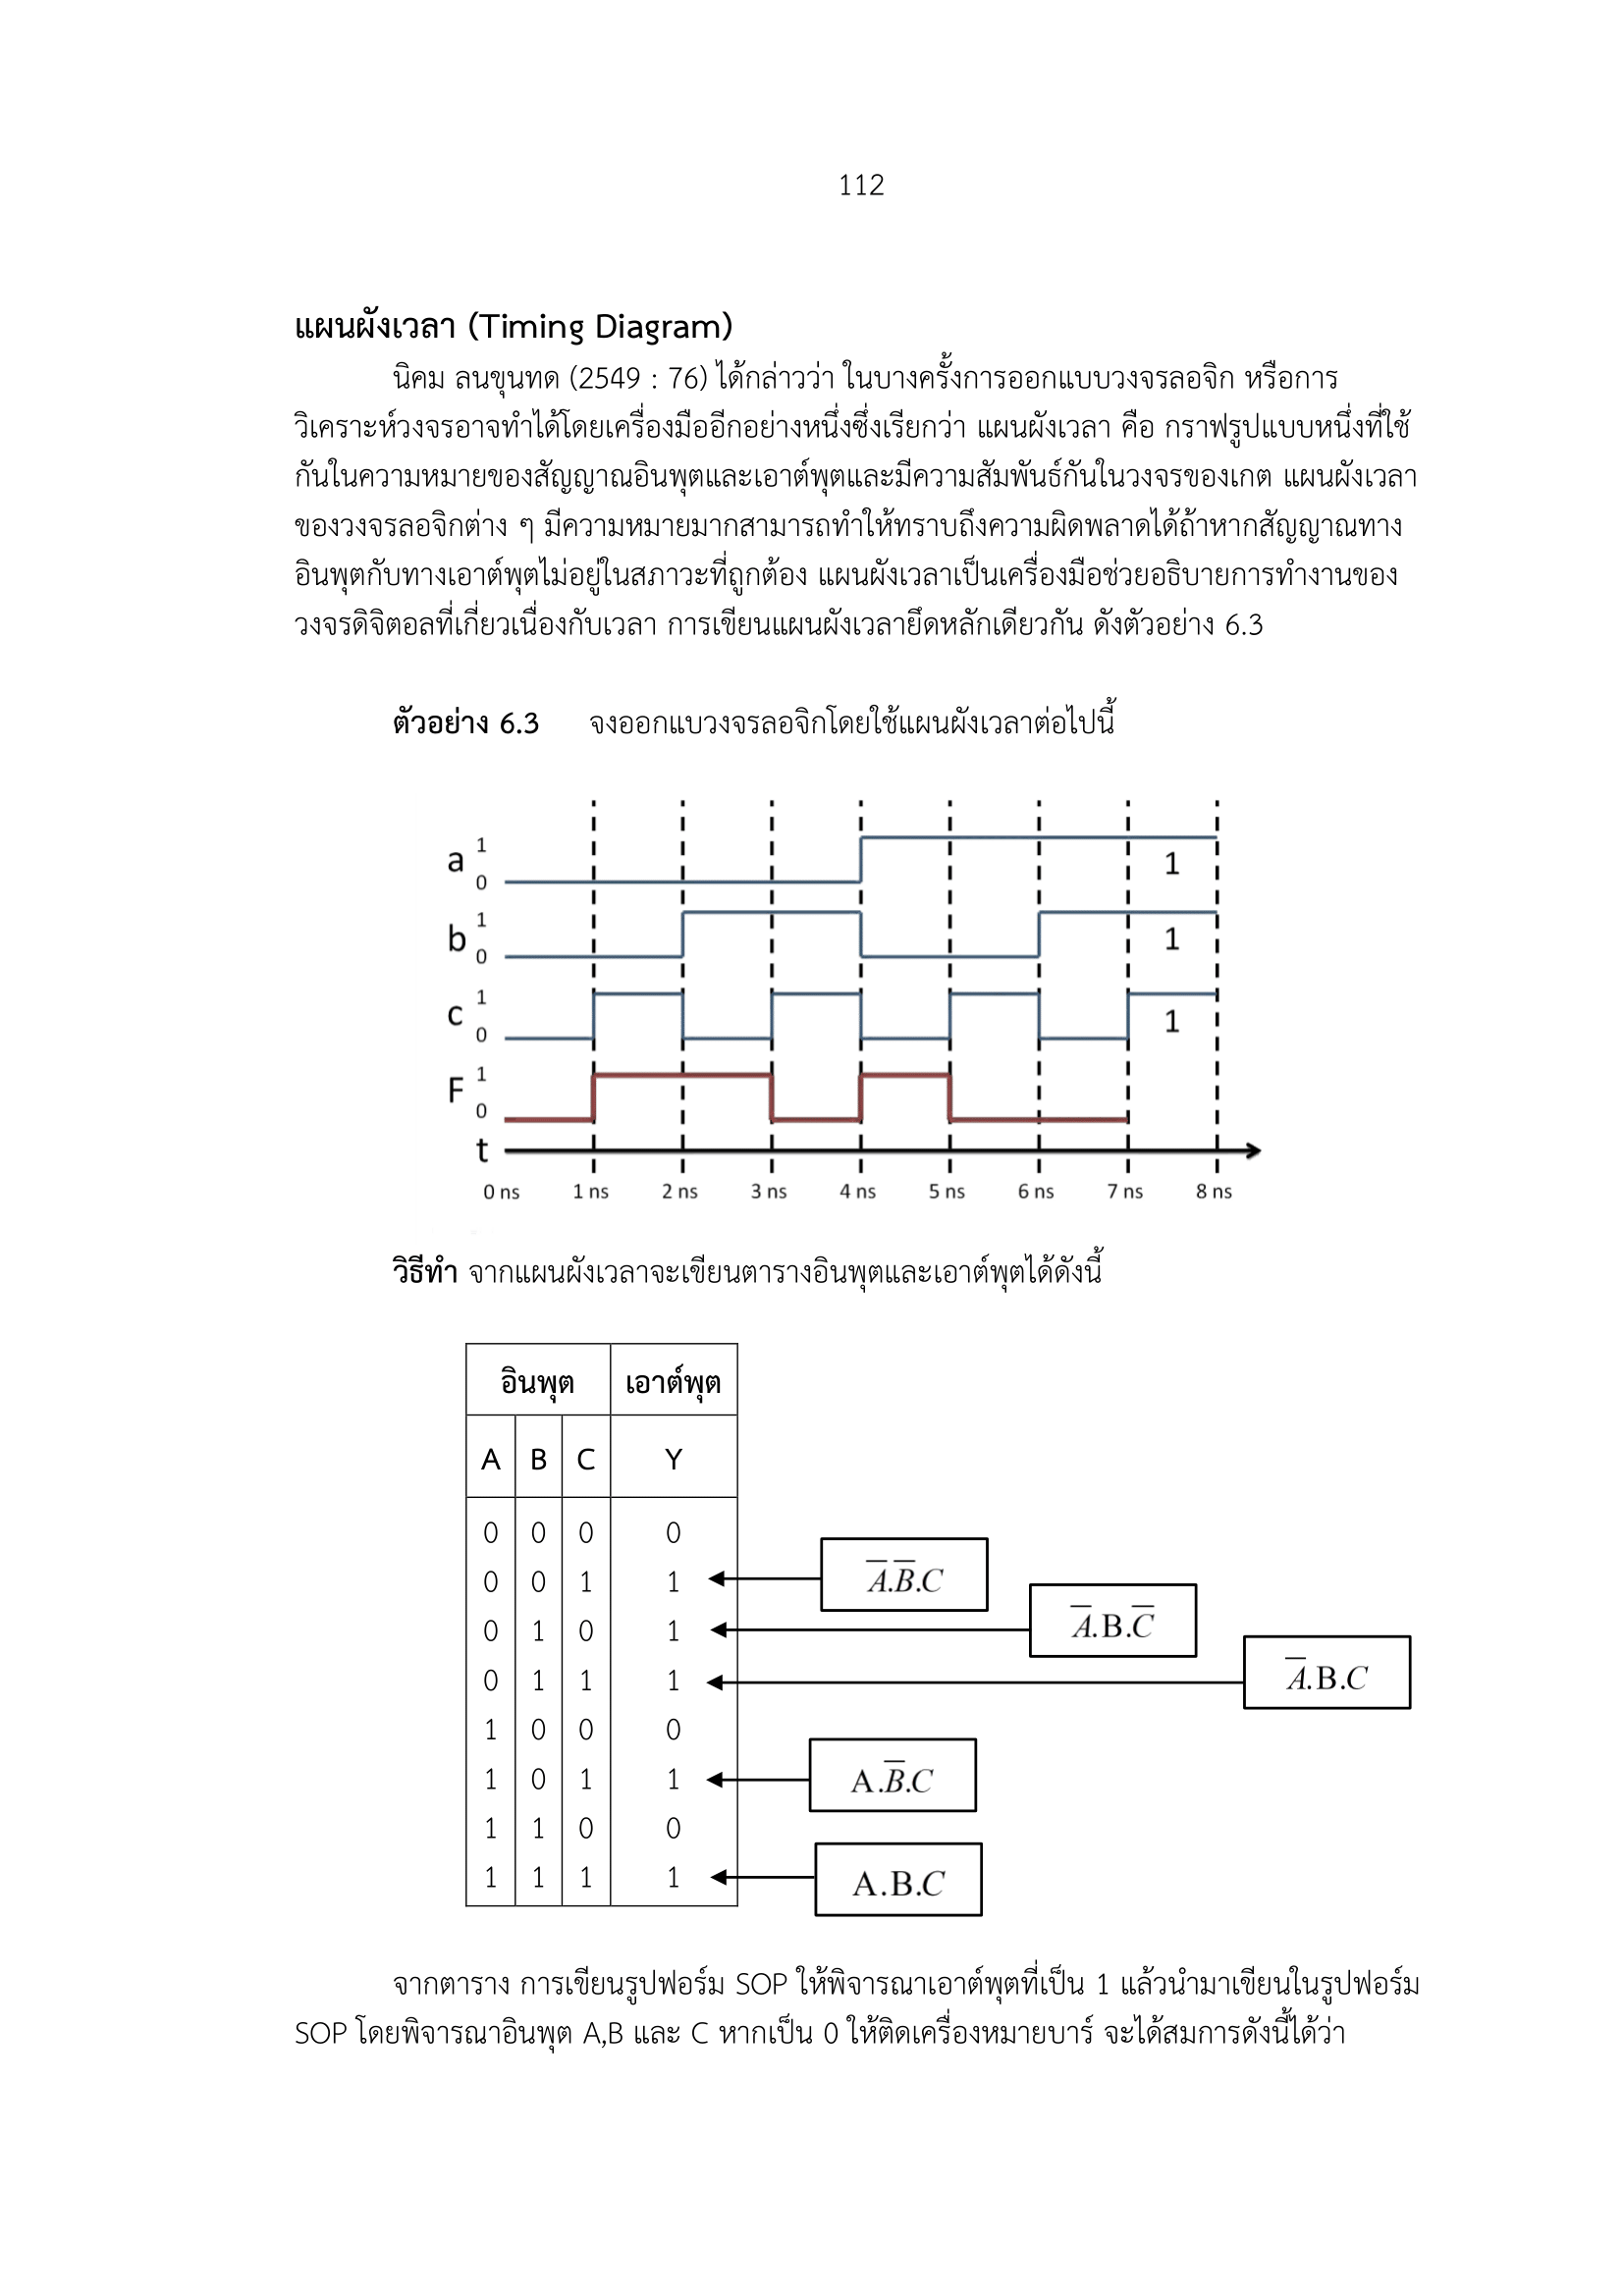 112
แผนผังเวลา (Timing Diagram)
นิคม ลนขุนทด (2549 : 76) ได้กล่าวว่า ในบางครั้งการออกแบบวงจรลอจิก หรือการ
วิเคราะห์วงจรอาจทำได้โดยเครื่องมืออีกอย่างหนึ่งซึ่งเรียกว่า แผนผังเวลา คือ กราฟรูปแบบหนึ่งที่ใช้
กันในความหมายของสัญญาณอินพุตและเอาต์พุตและมีความสัมพันธ์กันในวงจรของเกต แผนผังเวลา
ของวงจรลอจิกต่าง ๆ มีความหมายมากสามารถทำให้ทราบถึงความผิดพลาดได้ถ้าหากสัญญาณทาง
อินพุตกับทางเอาต์พุตไม่อยู่ในสภาวะที่ถูกต้อง แผนผังเวลาเป็นเครื่องมือช่วยอธิบายการทำงานของ
วงจรดิจิตอลที่เกี่ยวเนื่องกับเวลา การเขียนแผนผังเวลายึดหลักเดียวกัน ดังตัวอย่าง 6.3
ตัวอย่าง 6.3 จงออกแบบวงจรลอจิกโดยใช้แผนผังเวลาต่อไปนี้
a 1 0 1
b 1 0 1
c 1 0 1
F 1 0
t
0 ns 1 ns 2 ns 3 ns 4 ns 5 ns 6 ns 7 ns 8 ns
วิธีทำ จากแผนผังเวลาจะเขียนตารางอินพุตและเอาต์พุตได้ดังนี้
อินพุต เอาต์พุต
A B C Y
0 0 0 0
0 0 1 1 A̅.B̅.C
0 1 0 1 A̅.B.C̅
0 1 1 1 A̅.B.C
1 0 0 0
1 0 1 1 A.B̅.C
1 1 0 0
1 1 1 1 A.B.C
จากตาราง การเขียนรูปฟอร์ม SOP ให้พิจารณาเอาต์พุตที่เป็น 1 แล้วนำมาเขียนในรูปฟอร์ม
SOP โดยพิจารณาอินพุต A,B และ C หากเป็น 0 ให้ติดเครื่องหมายบาร์ จะได้สมการดังนี้ได้ว่า